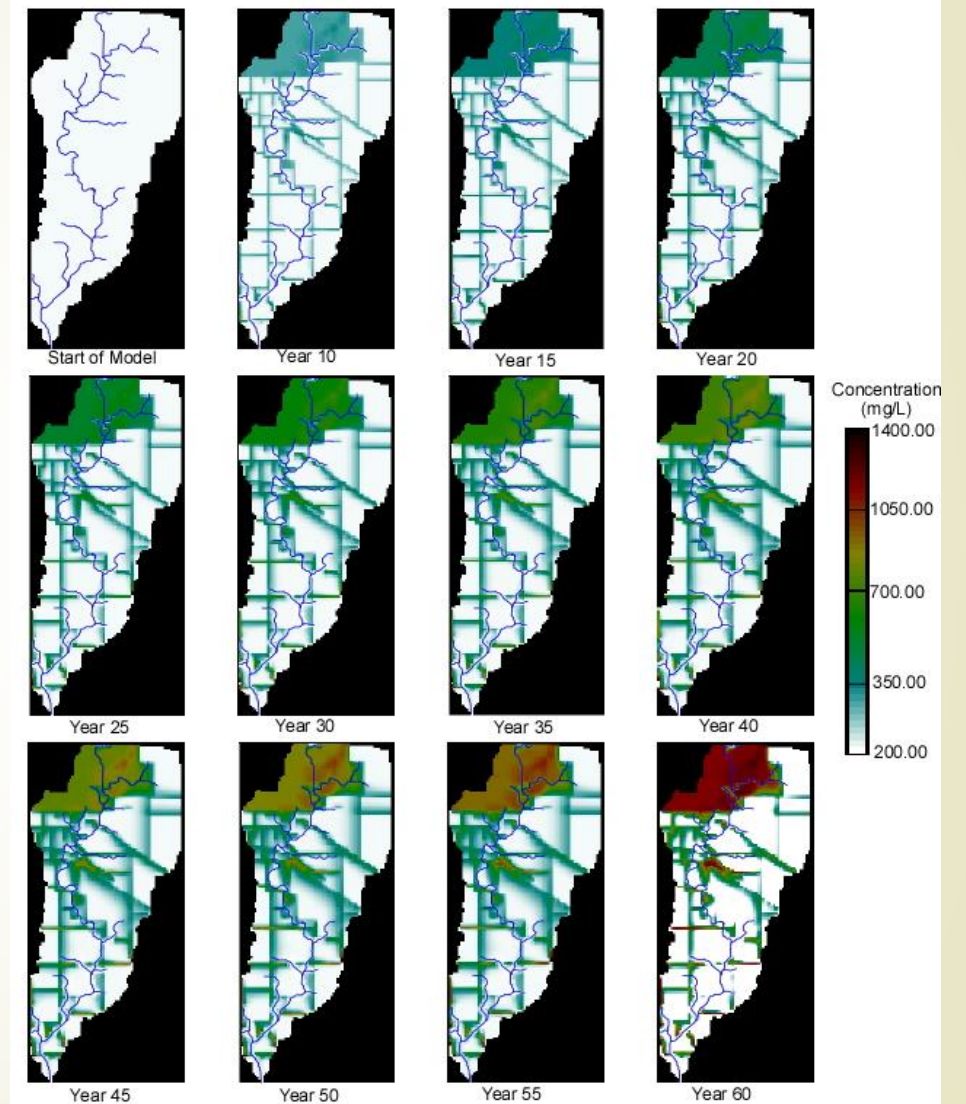 Start of Model
Year 10
Year 15
Year 20
Concentration
(mg/L)
1400.00
1050.00
700.00
350.00
200.00
Year 25
Year 30
Year 35
Year 40
Year 45
Year 50
Year 55
Year 60